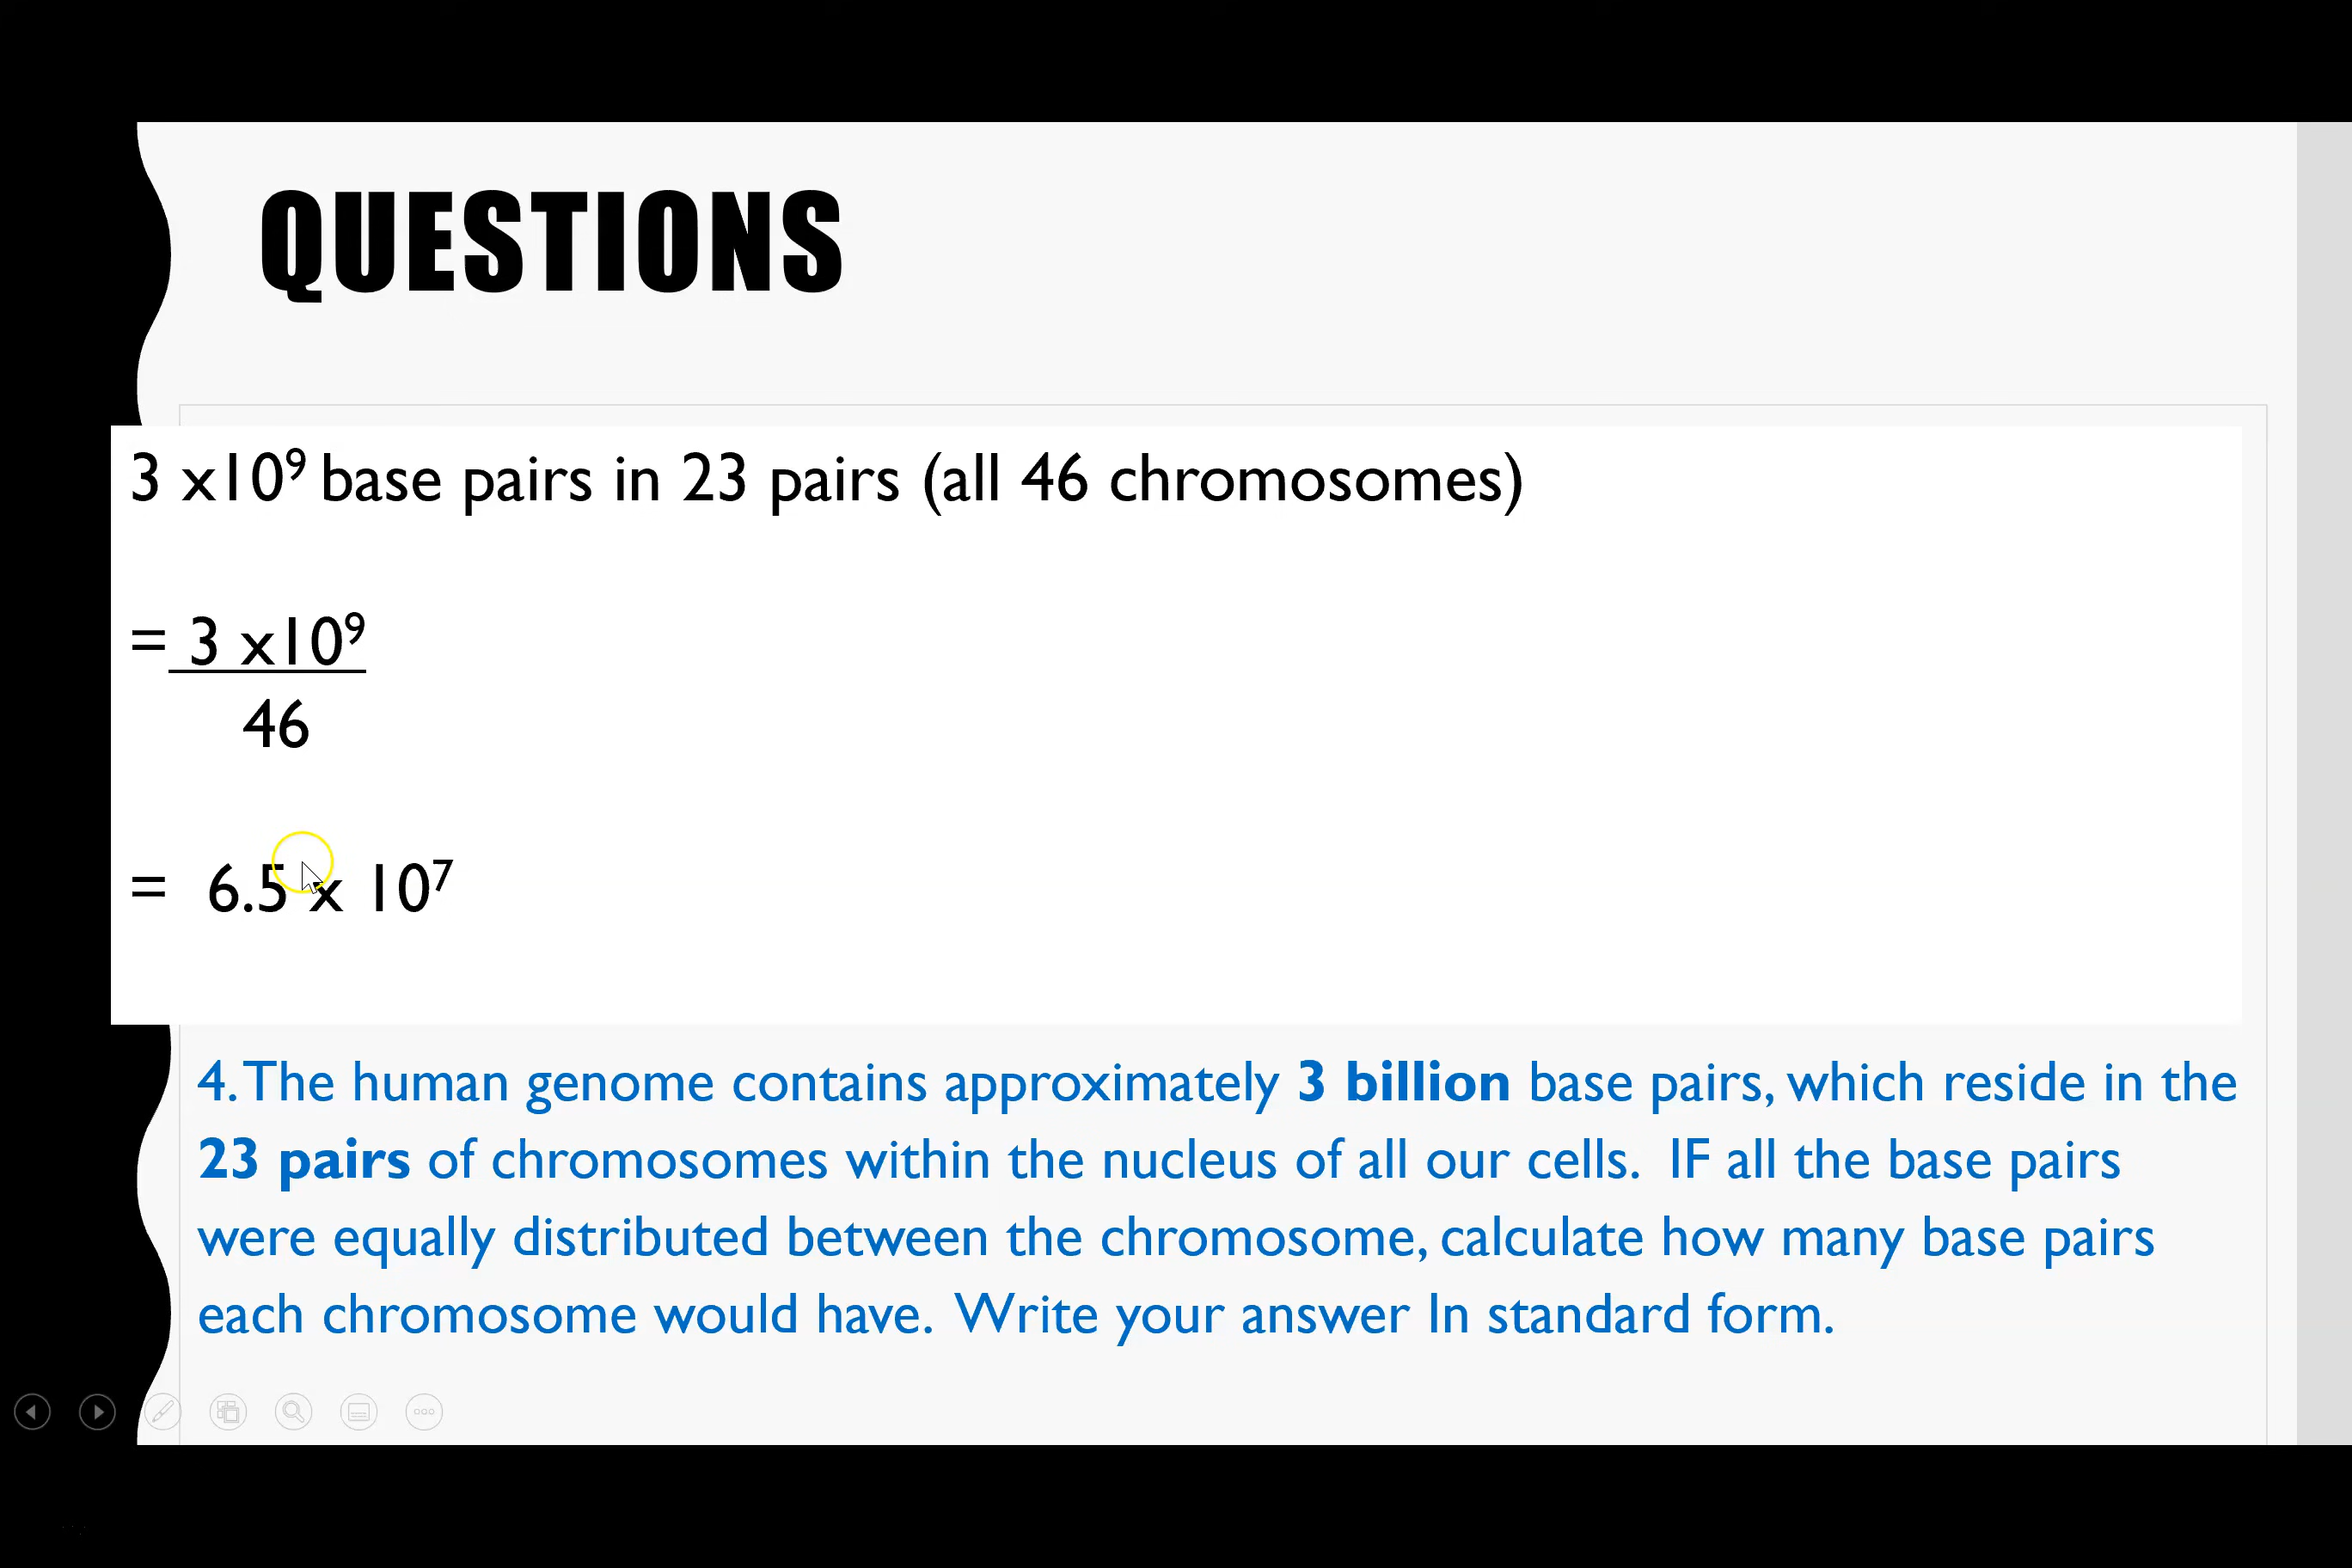 QUESTIONS
3 x10⁹ base pairs in 23 pairs (all 46 chromosomes)
= 3 x10⁹
46
= 6.5 x 10⁷
4. The human genome contains approximately 3 billion base pairs, which reside in the
23 pairs of chromosomes within the nucleus of all our cells. IF all the base pairs
were equally distributed between the chromosome, calculate how many base pairs
each chromosome would have. Write your answer In standard form.